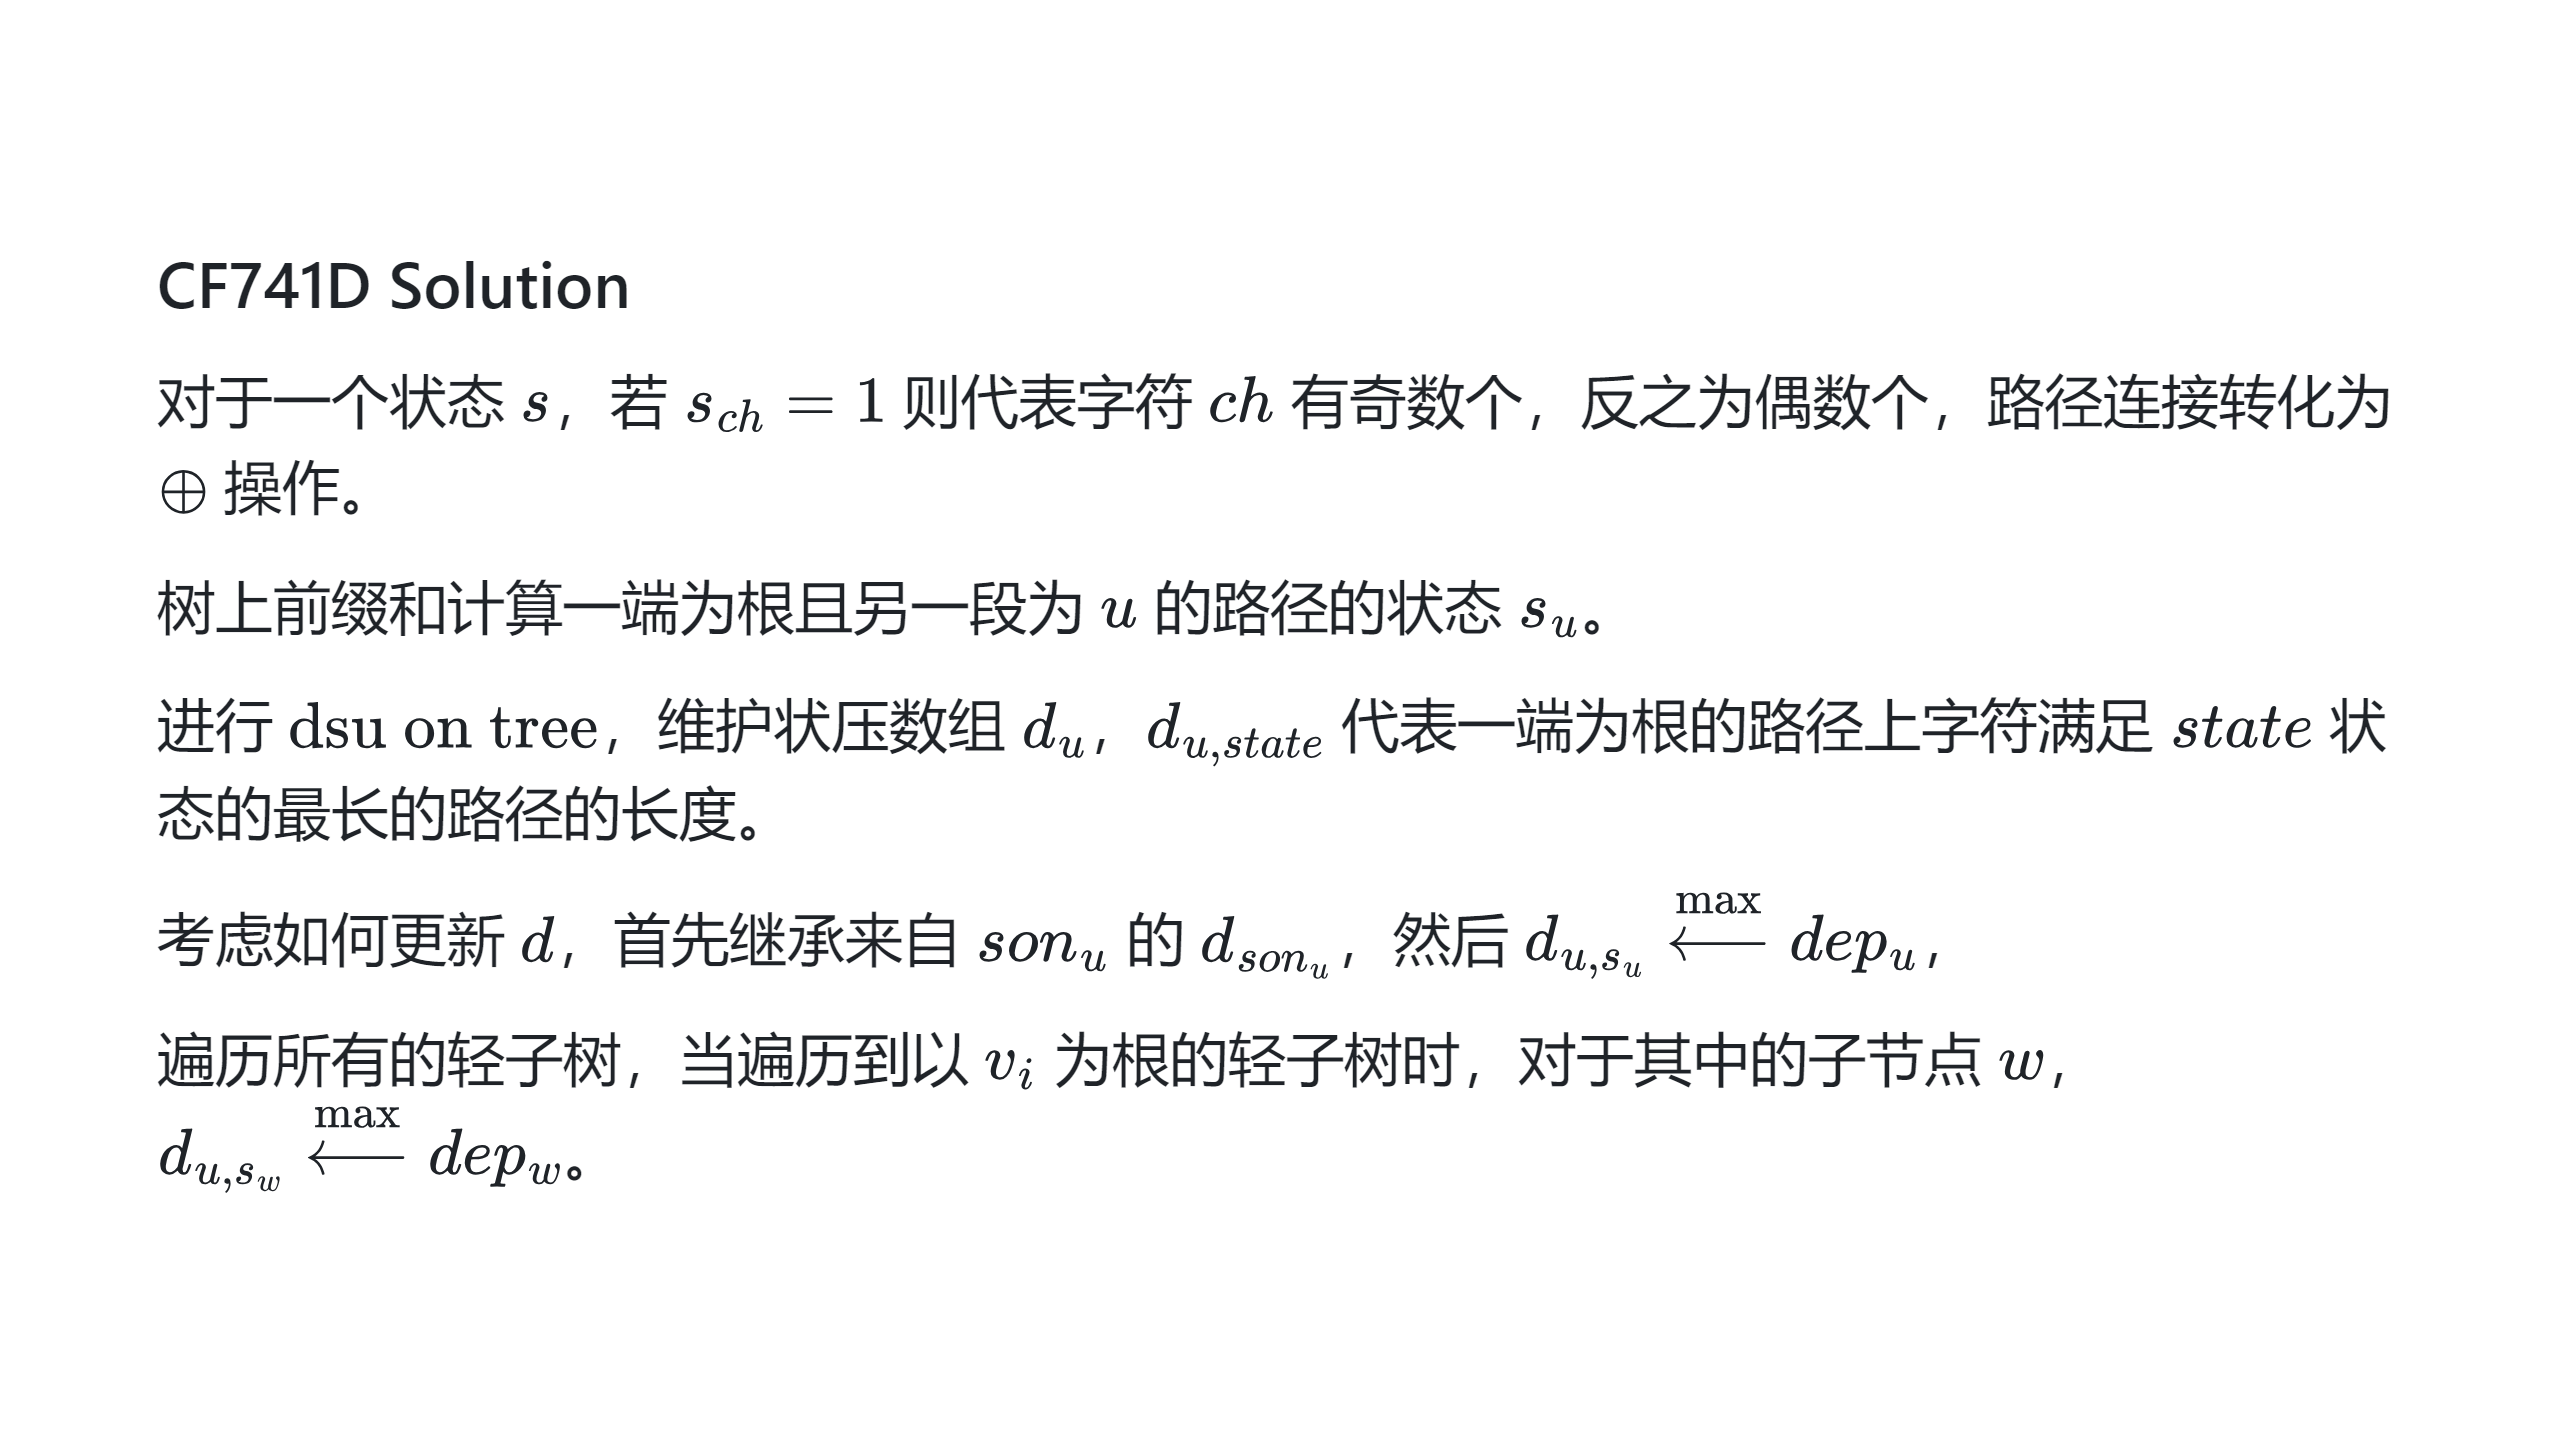 CF741D Solution
对于一个状态 $s$，若 $s_{ch} = 1$ 则代表字符 $ch$ 有奇数个，反之为偶数个，路径连接转化为
$\oplus$ 操作。
树上前缀和计算一端为根且另一段为 $u$ 的路径的状态 $s_u$。
进行 dsu on tree，维护状压数组 $d_u$，$d_{u,state}$ 代表一端为根的路径上字符满足 $state$ 状
态的最长的路径的长度。
考虑如何更新 $d$，首先继承来自 $son_u$ 的 $d_{son_u}$，然后 $d_{u,s_u} \xleftarrow{\max} dep_u$，
遍历所有的轻子树，当遍历到以 $v_i$ 为根的轻子树时，对于其中的子节点 $w$，
$d_{u,s_w} \xleftarrow{\max} dep_w$。